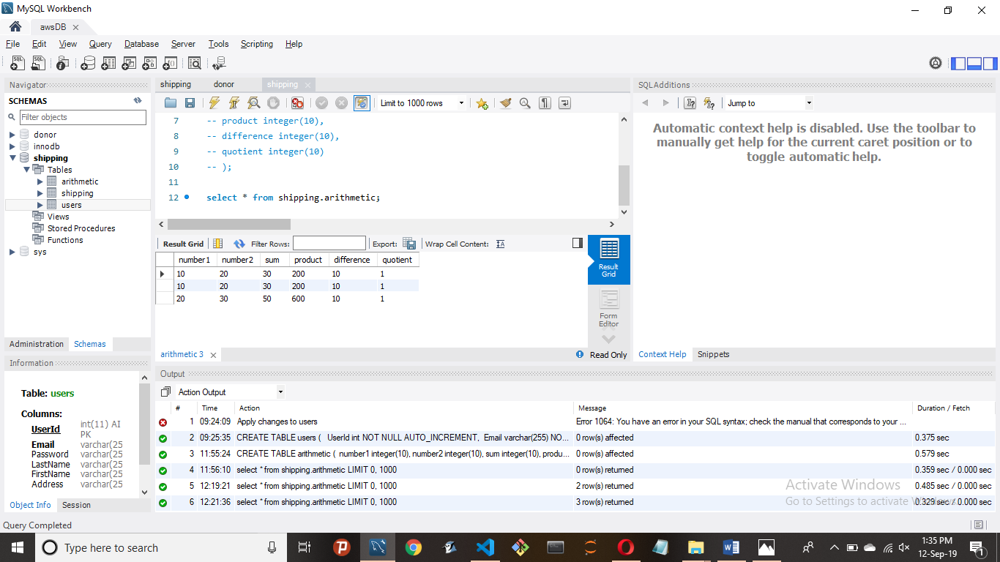 MySQL Workbench
awsDB
File Edit View Query Database Server Tools Scripting Help
Navigator
SCHEMAS
Filter objects
donor
innodb
shipping
Tables
arithmetic
shipping
users
Views
Stored Procedures
Functions
sys
Administration Schemas
Information
Table: users
Columns:
UserId int(11) AI PK
Email varchar(25
Password varchar(25
LastName varchar(25
FirstName varchar(25
Address varchar(25
Object Info Session
shipping donor shipping
Limit to 1000 rows
7 -- product integer(10),
8 -- difference integer(10),
9 -- quotient integer(10)
10 -- );
11
12 select * from shipping.arithmetic;
Result Grid Filter Rows: Export: Wrap Cell Content:
number1 number2 sum product difference quotient
10 20 30 200 10 1
10 20 30 200 10 1
20 30 50 600 10 1
Result Grid
Form Editor
arithmetic 3
Read Only
SQLAdditions
Jump to
Automatic context help is disabled. Use the toolbar to
manually get help for the current caret position or to
toggle automatic help.
Context Help Snippets
Output
Action Output
# Time Action Message Duration / Fetch
1 09:24:09 Apply changes to users Error 1064: You have an error in your SQL syntax; check the manual that corresponds to your ...
2 09:25:35 CREATE TABLE users ( UserId int NOT NULL AUTO_INCREMENT, Email varchar(255) NO... 0 row(s) affected 0.375 sec
3 11:55:24 CREATE TABLE arithmetic ( number1 integer(10), number2 integer(10), sum integer(10), produ... 0 row(s) affected 0.579 sec
4 11:56:10 select * from shipping.arithmetic LIMIT 0, 1000 0 row(s) returned 0.359 sec / 0.000 sec
5 12:19:21 select * from shipping.arithmetic LIMIT 0, 1000 2 row(s) returned 0.485 sec / 0.000 sec
6 12:21:36 select * from shipping.arithmetic LIMIT 0, 1000 3 row(s) returned 0.329 sec / 0.000 sec
Activate Windows
Go to Settings to activate Windows.
Query Completed
Type here to search
1:35 PM
12-Sep-19
1